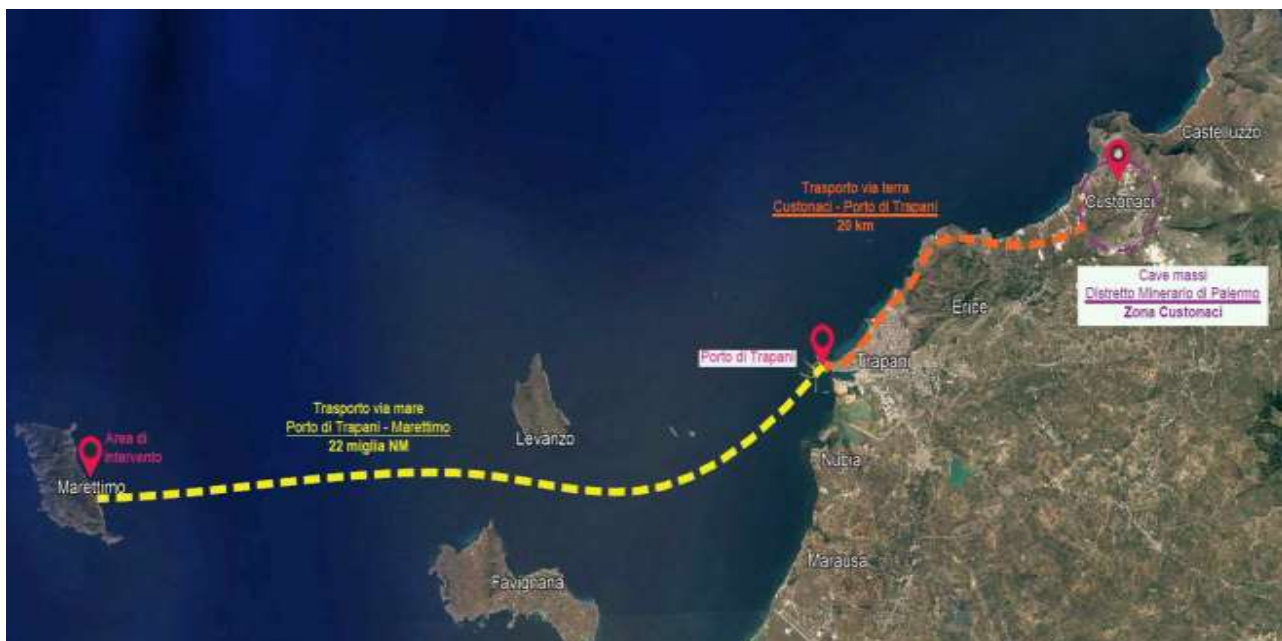 Castelluzzo
Trasporto via terra
Custonaci - Porto di Trapani
20 km
Custonaci
Cave massi
Distretto Minerario di Palermo
Zona Custonaci
Erice
Porto di Trapani
Trapani
Trasporto via mare
Porto di Trapani - Marettimo
22 miglia NM
Levanzo
Area di
intervento
Marettimo
Nubia
Marausa
Favignana